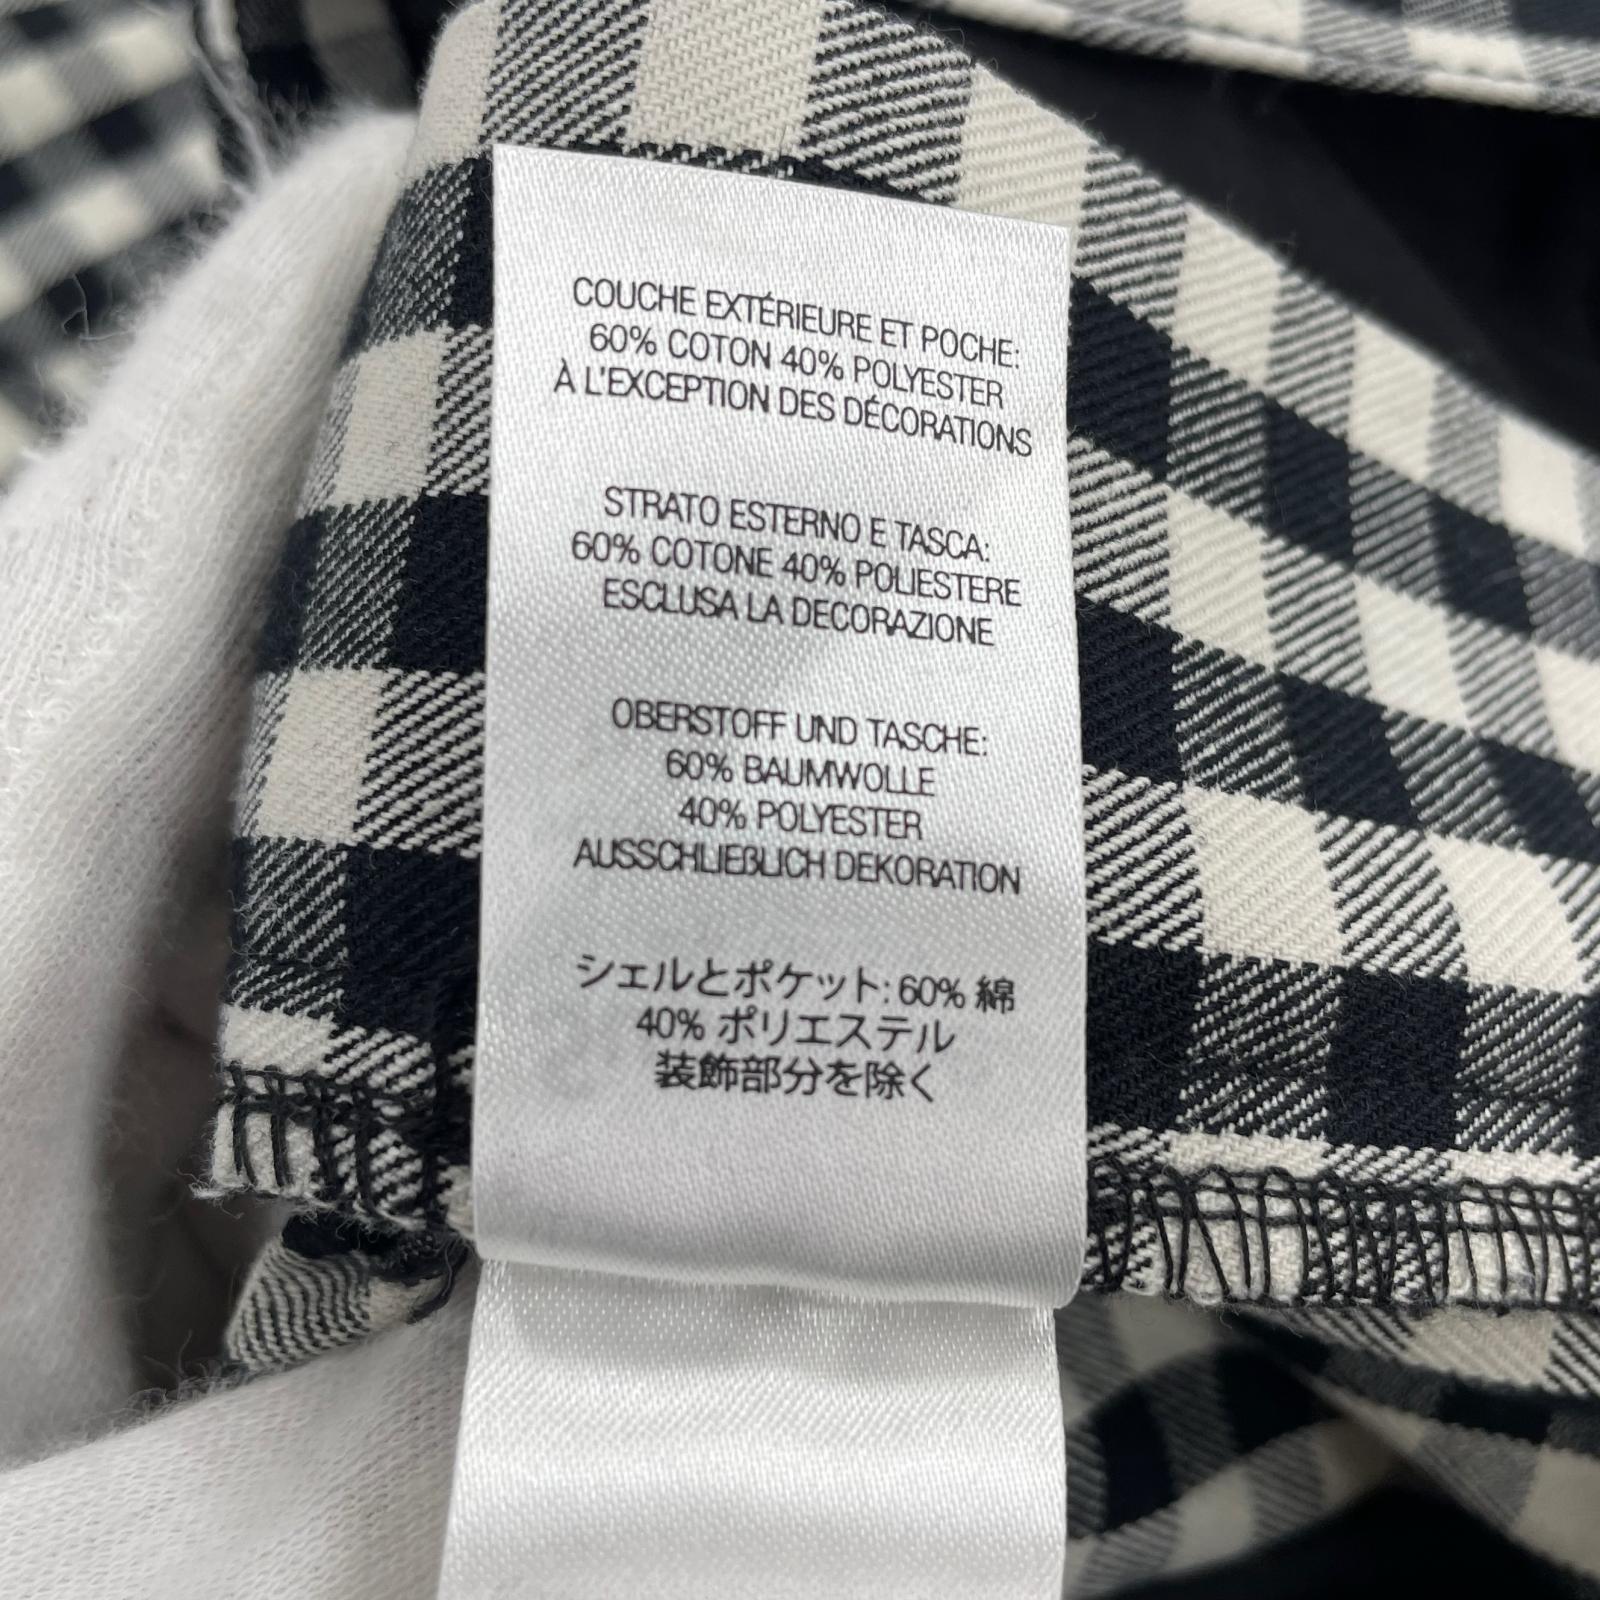 COUCHE EXTÉRIEURE ET POCHE:
60% COTON 40% POLYESTER
À L'EXCEPTION DES DÉCORATIONS
STRATO ESTERNO E TASCA:
60% COTONE 40% POLIESTERE
ESCLUSA LA DECORAZIONE
OBERSTOFF UND TASCHE:
60% BAUMWOLLE
40% POLYESTER
AUSSCHLIEßLICH DEKORATION
シェルとポケット: 60% 綿
40% ポリエステル
装飾部分を除く